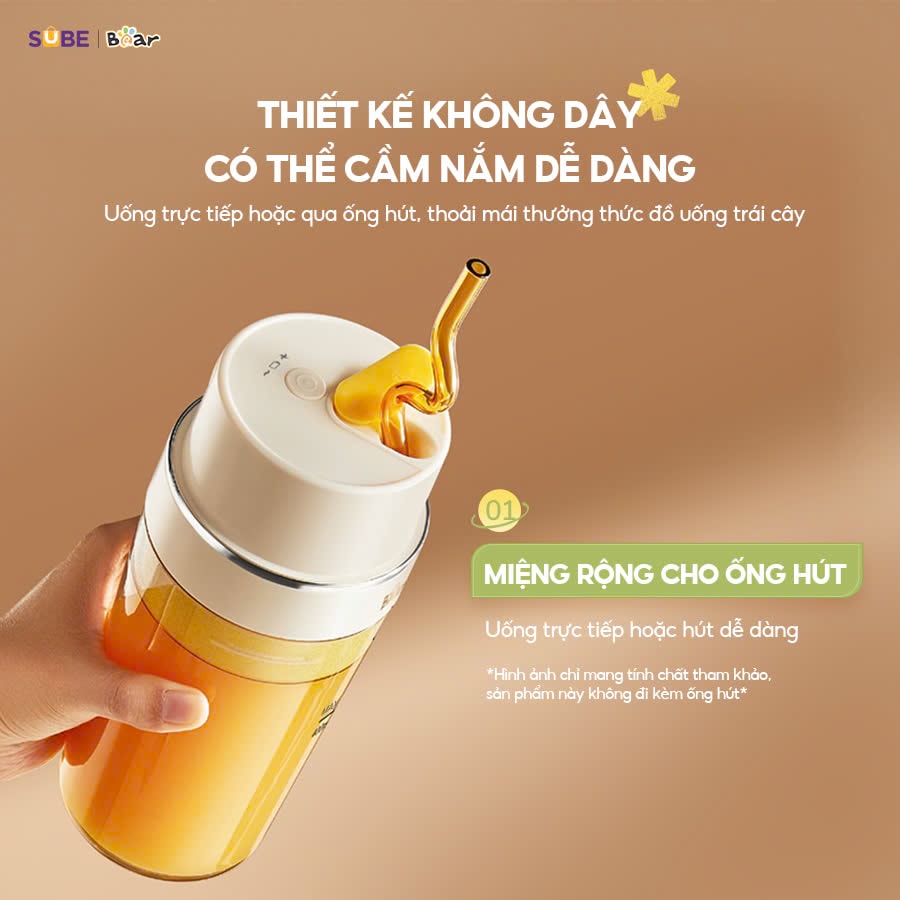 SUBE | Bear
THIẾT KẾ KHÔNG DÂY
CÓ THỂ CẦM NẮM DỄ DÀNG
Uống trực tiếp hoặc qua ống hút, thoải mái thưởng thức đồ uống trái cây
01
MIỆNG RỘNG CHO ỐNG HÚT
Uống trực tiếp hoặc hút dễ dàng
*Hình ảnh chỉ mang tính chất tham khảo,
sản phẩm này không đi kèm ống hút*